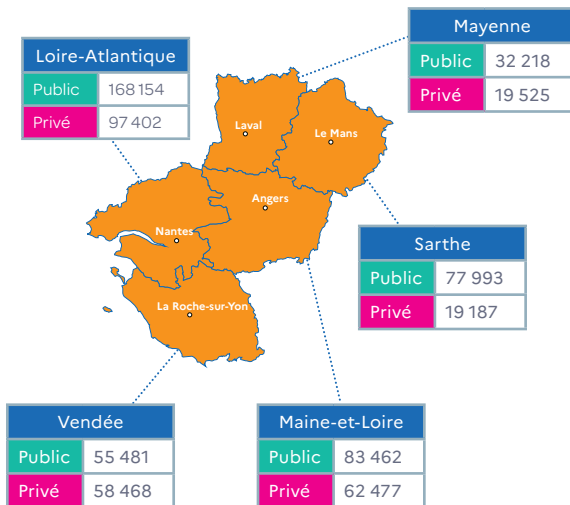 Mayenne
Public 32 218
Privé 19 525
Loire-Atlantique
Public 168 154
Privé 97 402
Laval
Le Mans
Angers
Nantes
La Roche-sur-Yon
Sarthe
Public 77 993
Privé 19 187
Vendée
Public 55 481
Privé 58 468
Maine-et-Loire
Public 83 462
Privé 62 477